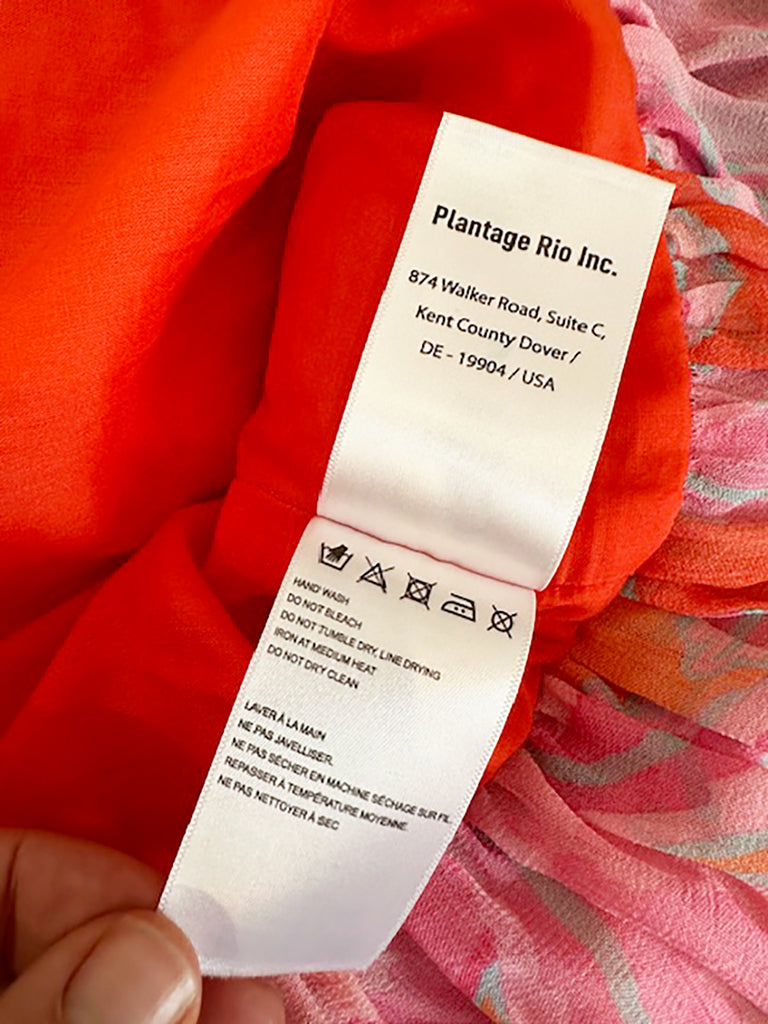 Plantage Rio Inc.
874 Walker Road, Suite C,
Kent County Dover /
DE - 19904 / USA
HAND WASH
DO NOT BLEACH
DO NOT TUMBLE DRY, LINE DRYING
IRON AT MEDIUM HEAT
DO NOT DRY CLEAN
LAVER À LA MAIN
NE PAS JAVELLISER.
NE PAS SÉCHER EN MACHINE SÉCHAGE SUR FIL.
REPASSER À TEMPÉRATURE MOYENNE.
NE PAS NETTOYER À SEC